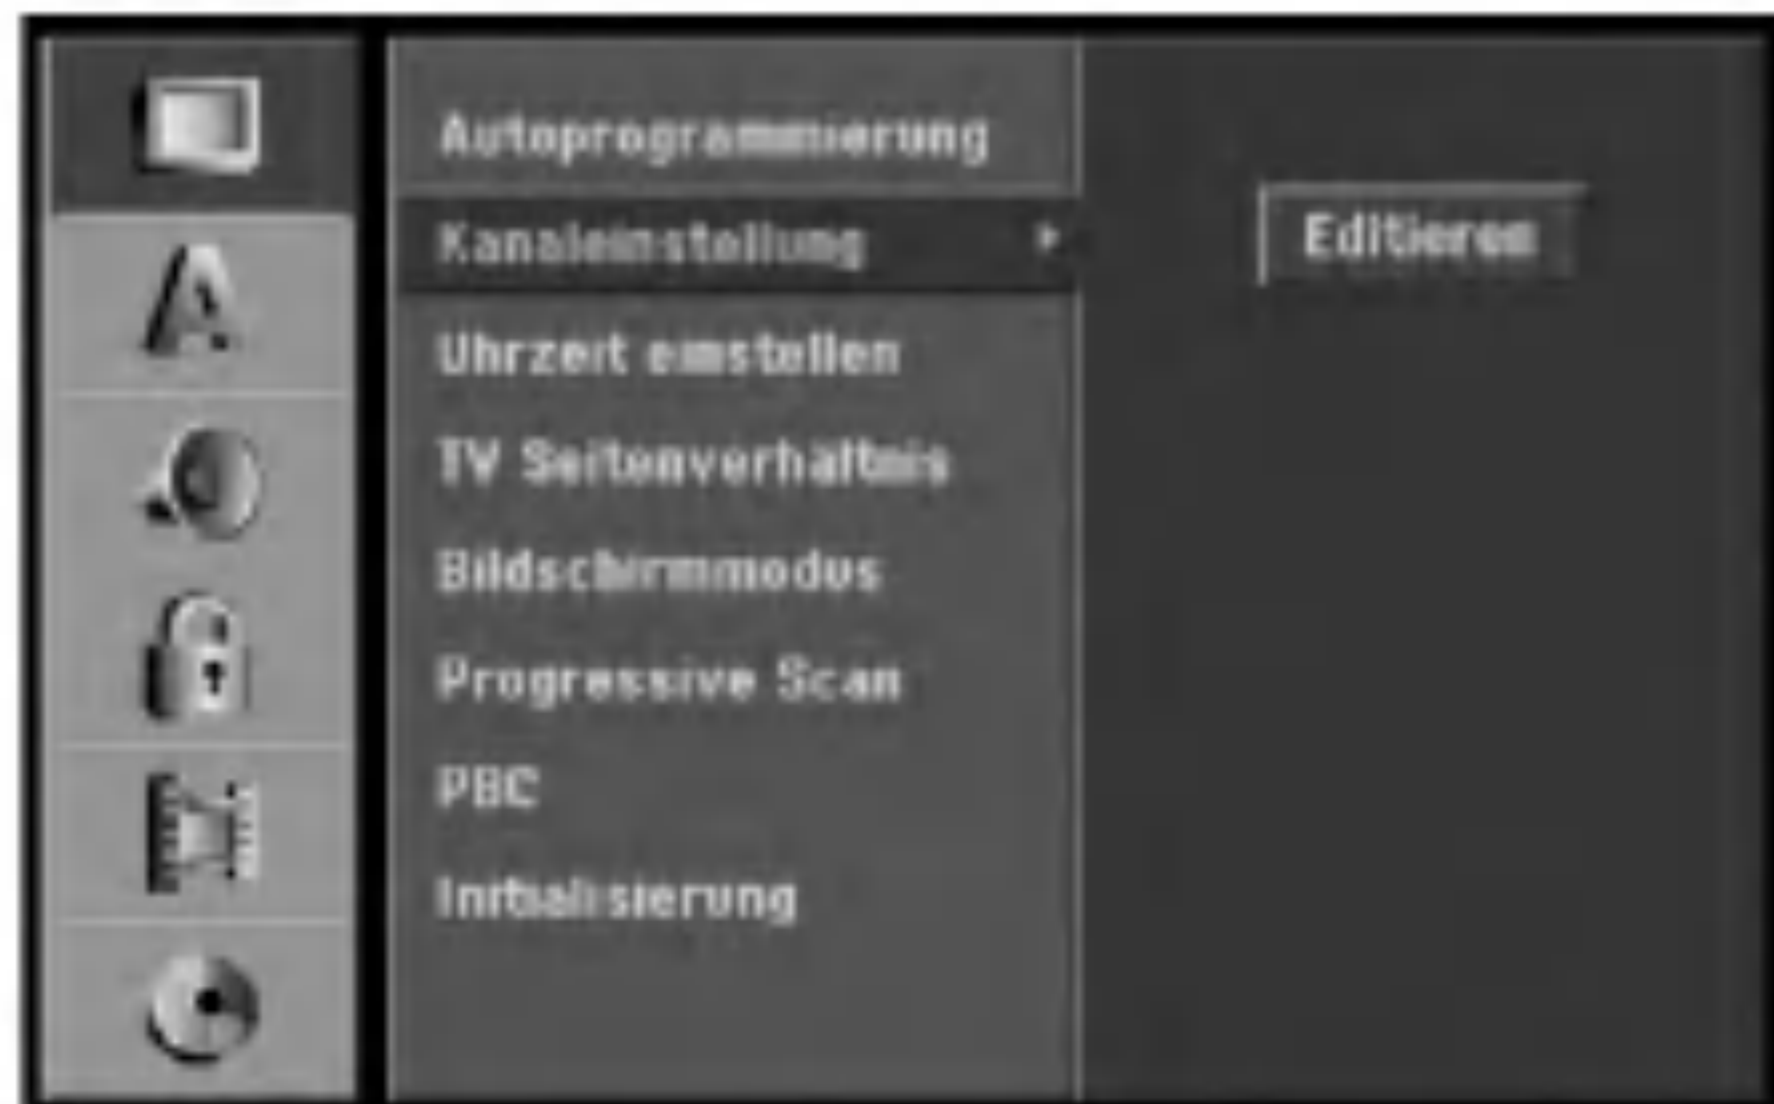 Autoprogrammierung
Kanaleinstellung
Editieren
Uhrzeit einstellen
TV Seitenverhältnis
Bildschirmmodus
Progressive Scan
PBC
Initialisierung